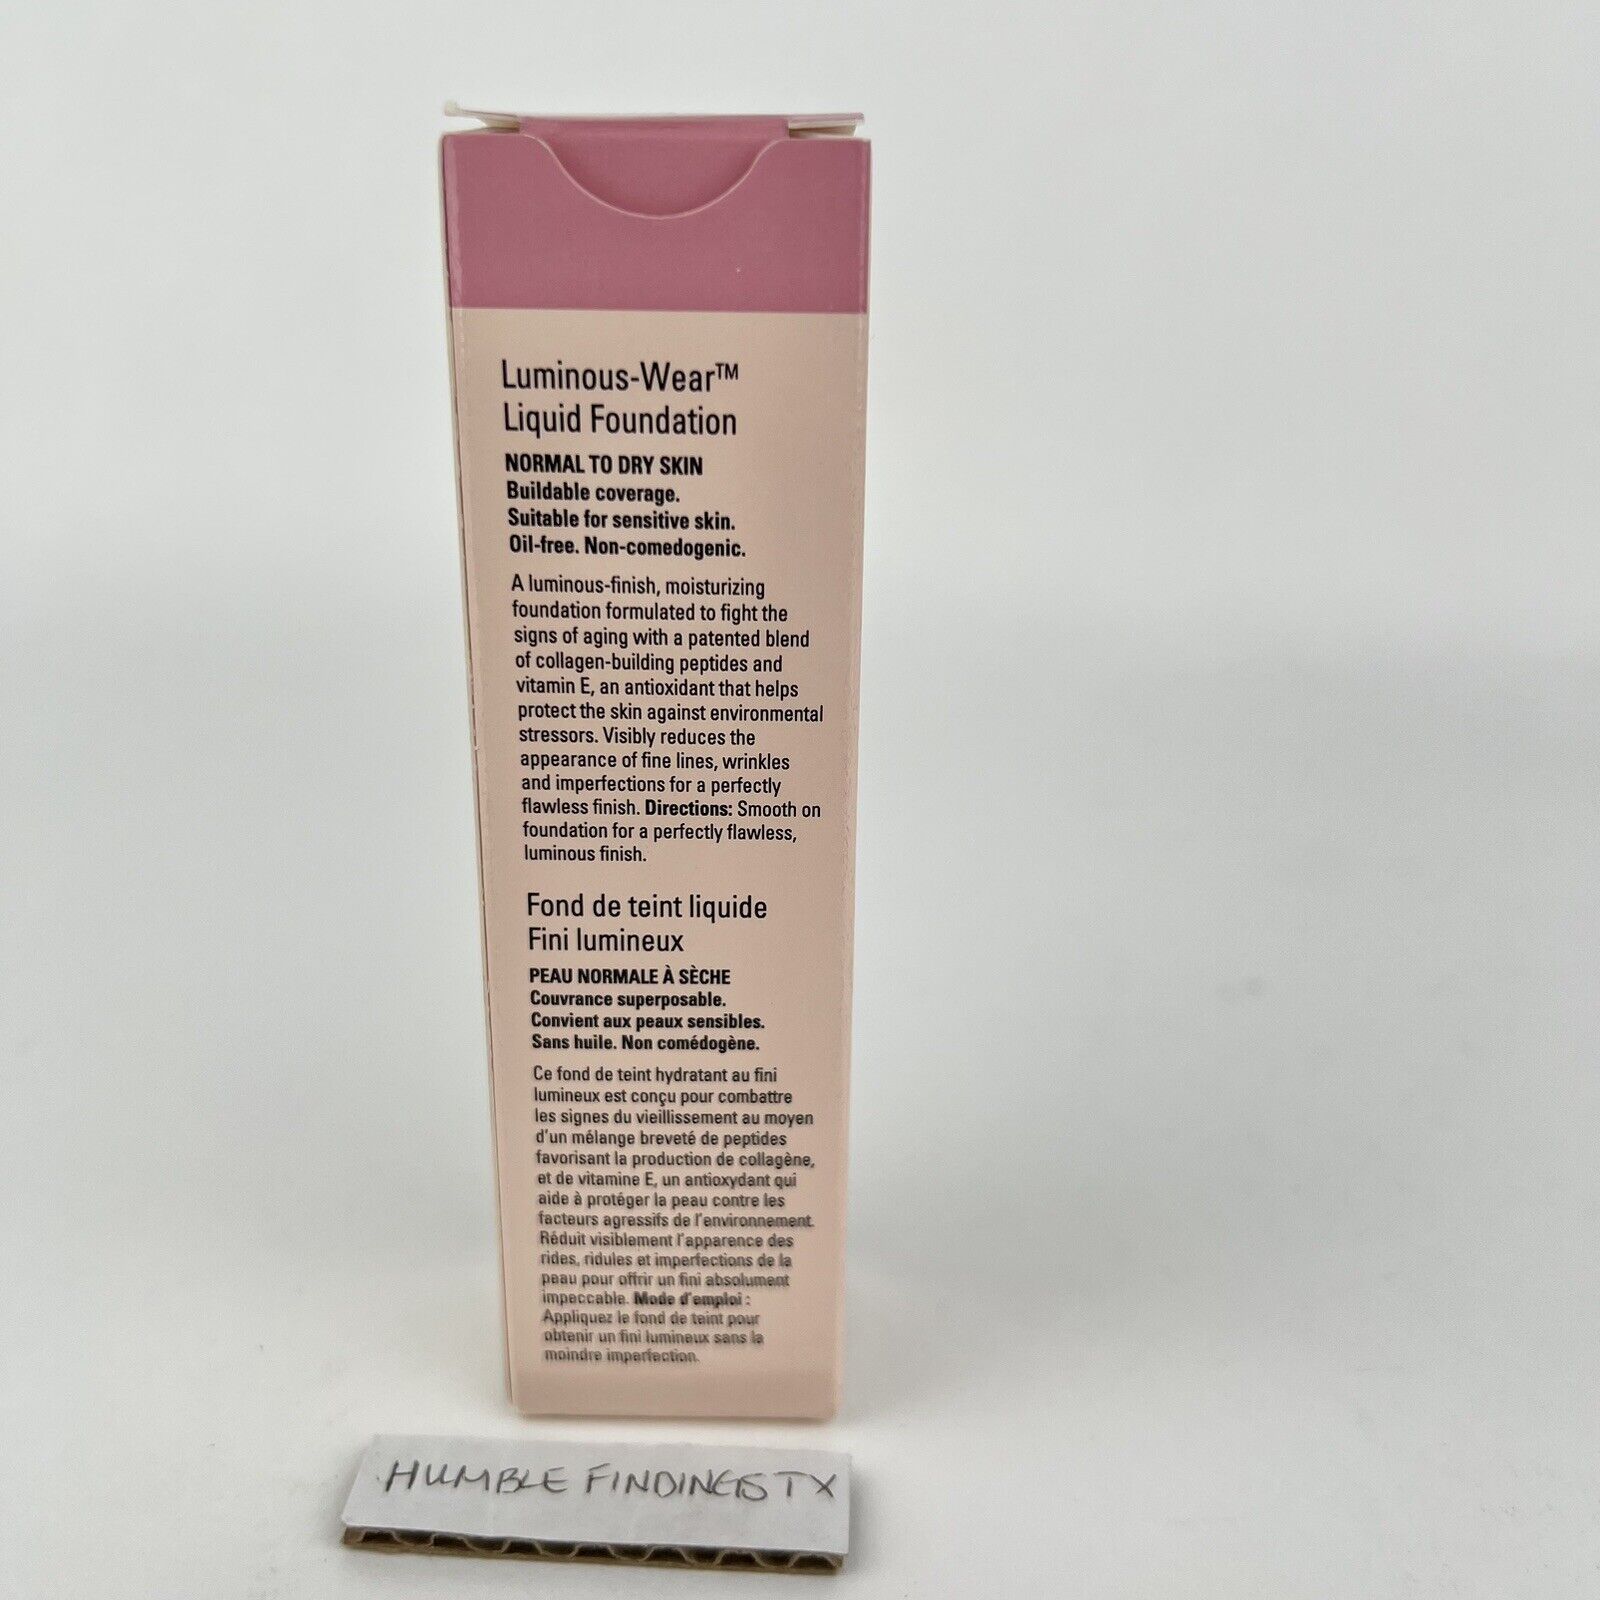 Luminous-Wear™
Liquid Foundation
NORMAL TO DRY SKIN
Buildable coverage.
Suitable for sensitive skin.
Oil-free. Non-comedogenic.
A luminous-finish, moisturizing
foundation formulated to fight the
signs of aging with a patented blend
of collagen-building peptides and
vitamin E, an antioxidant that helps
protect the skin against environmental
stressors. Visibly reduces the
appearance of fine lines, wrinkles
and imperfections for a perfectly
flawless finish. Directions: Smooth on
foundation for a perfectly flawless,
luminous finish.
Fond de teint liquide
Fini lumineux
PEAU NORMALE À SÈCHE
Couvrance superposable.
Convient aux peaux sensibles.
Sans huile. Non comédogène.
Ce fond de teint hydratant au fini
lumineux est conçu pour combattre
les signes du vieillissement au moyen
d'un mélange breveté de peptides
favorisant la production de collagène,
et de vitamine E, un antioxydant qui
aide à protéger la peau contre les
facteurs agressifs de l'environnement.
Réduit visiblement l'apparence des
rides, ridules et imperfections de la
peau pour offrir un fini absolument
impeccable. Mode d'emploi :
Appliquez le fond de teint pour
obtenir un fini lumineux sans la
moindre imperfection.
HUMBLE FINDINGS TX